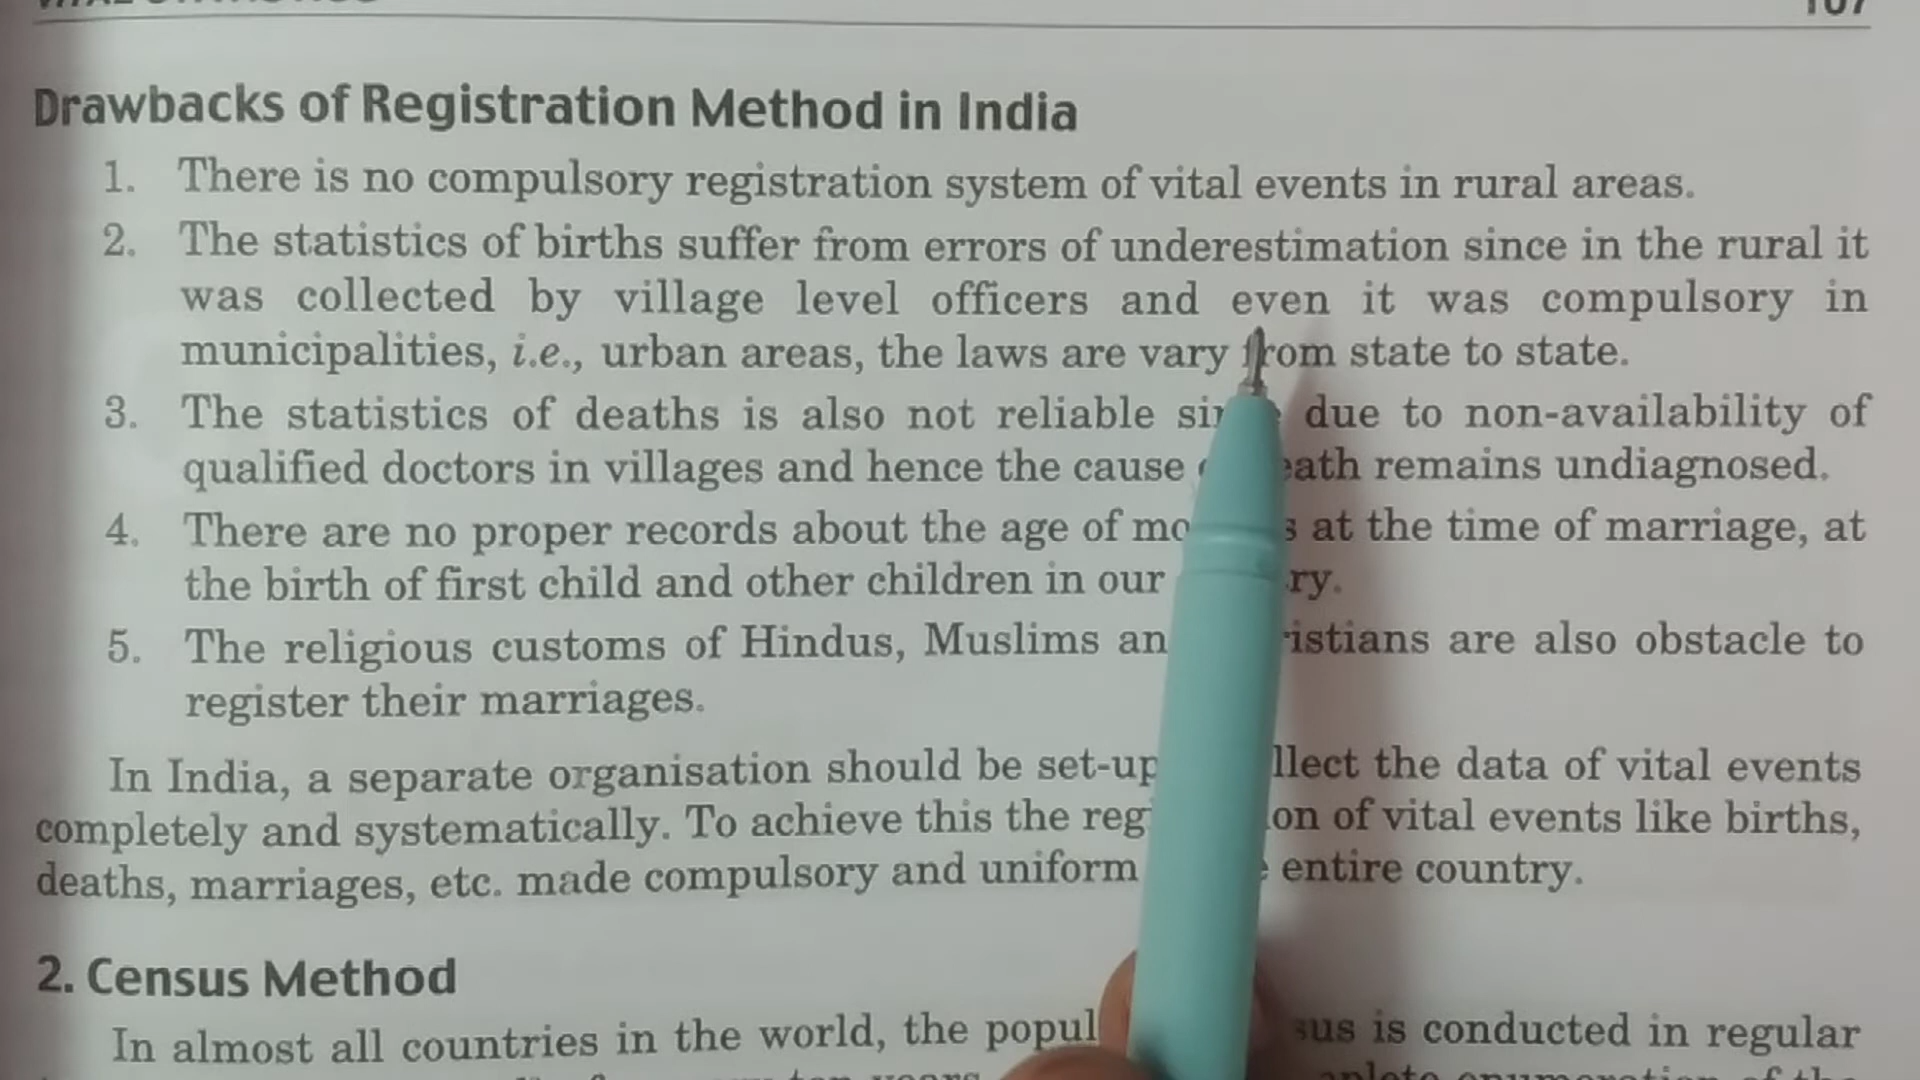 Drawbacks of Registration Method in India
1. There is no compulsory registration system of vital events in rural areas.
2. The statistics of births suffer from errors of underestimation since in the rural it
was collected by village level officers and even it was compulsory in
municipalities, i.e., urban areas, the laws are vary from state to state.
3. The statistics of deaths is also not reliable due to non-availability of
qualified doctors in villages and hence the cause remains undiagnosed.
4. There are no proper records about the age of at the time of marriage, at
the birth of first child and other children in our
5. The religious customs of Hindus, Muslims are also obstacle to
register their marriages.
In India, a separate organisation should be set-up the data of vital events
completely and systematically. To achieve this the of vital events like births,
deaths, marriages, etc. made compulsory and uniform entire country.
2. Census Method
In almost all countries in the world, the is conducted in regular